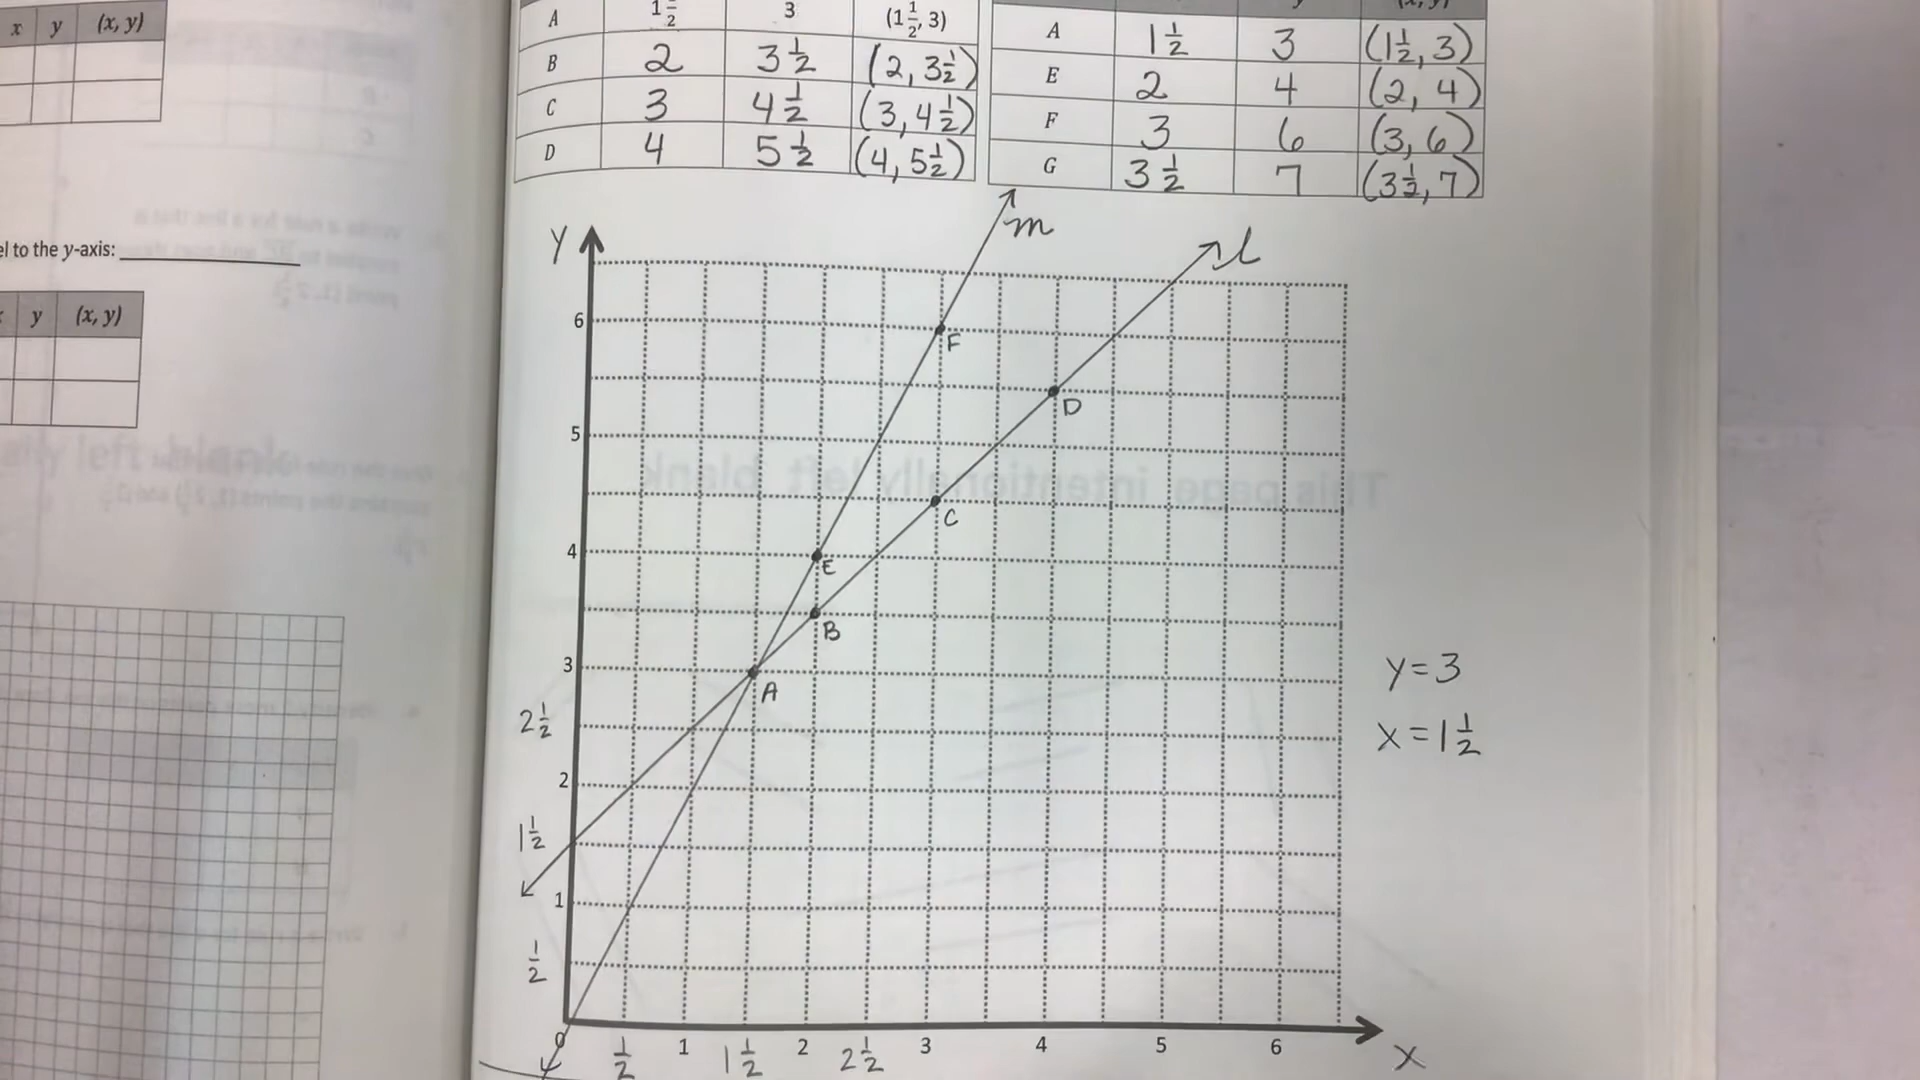 x y (x, y)
el to the y-axis:
y (x, y)
A 1 1/2 3 (1 1/2, 3)
B 2 3 1/2 (2, 3 1/2)
C 3 4 1/2 (3, 4 1/2)
D 4 5 1/2 (4, 5 1/2)
(x, y)
A 1 1/2 3 (1 1/2, 3)
E 2 4 (2, 4)
F 3 6 (3, 6)
G 3 1/2 7 (3 1/2, 7)
m
l
Y
6
F
D
5
C
4
E
B
3
A
y = 3
2 1/2
x = 1 1/2
2
1 1/2
1
1/2
0 1/2 1 1 1/2 2 2 1/2 3 4 5 6 X
This page intentionally left blank
ally left blank